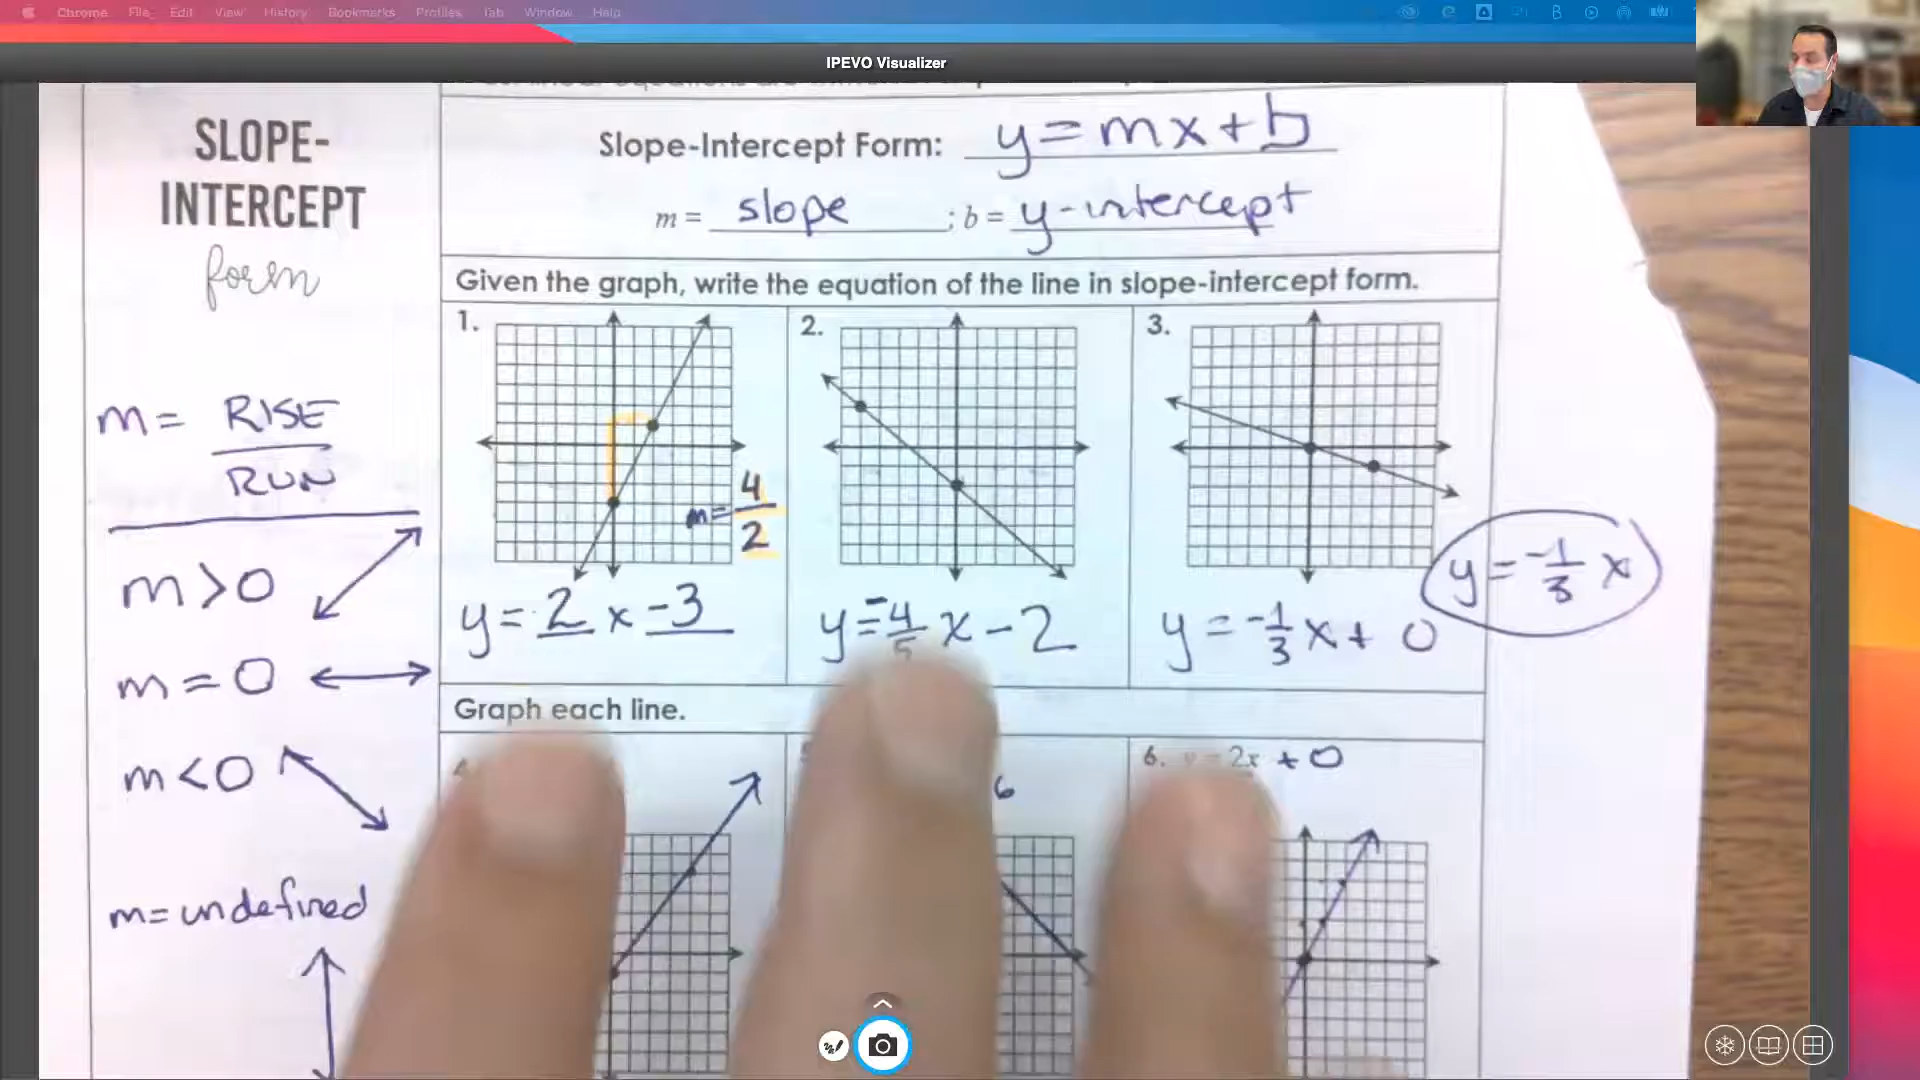 Chrome File Edit View History Bookmarks Profiles Tab Window Help
IPEVO Visualizer
SLOPE-
INTERCEPT
form
Slope-Intercept Form: y=mx+b
m = slope ; b = y-intercept
Given the graph, write the equation of the line in slope-intercept form.
1.
m=4/2
y=2x-3
2.
y=-4/5x-2
3.
y=-1/3x+0
y=-1/3x
m= RISE
RUN
m>0
m=0
m<0
m=undefined
Graph each line.
6
6. y = 2x +0